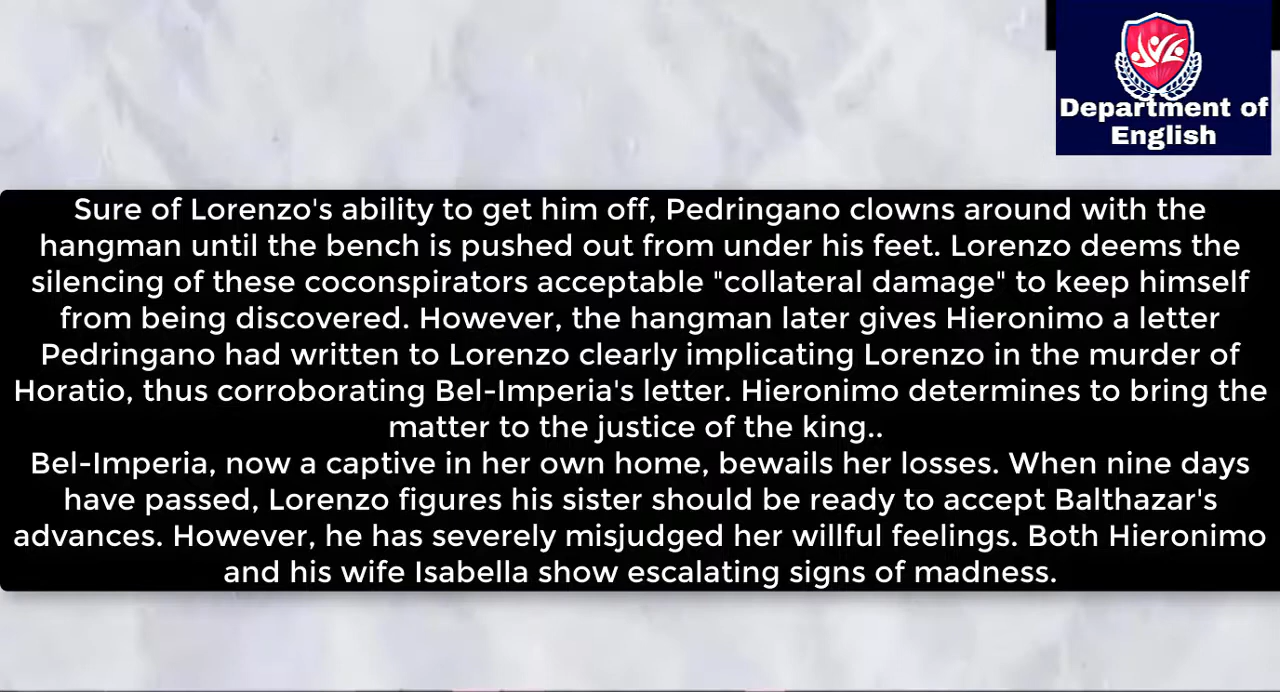 Department of
English
Sure of Lorenzo's ability to get him off, Pedringano clowns around with the
hangman until the bench is pushed out from under his feet. Lorenzo deems the
silencing of these coconspirators acceptable "collateral damage" to keep himself
from being discovered. However, the hangman later gives Hieronimo a letter
Pedringano had written to Lorenzo clearly implicating Lorenzo in the murder of
Horatio, thus corroborating Bel-Imperia's letter. Hieronimo determines to bring the
matter to the justice of the king..
Bel-Imperia, now a captive in her own home, bewails her losses. When nine days
have passed, Lorenzo figures his sister should be ready to accept Balthazar's
advances. However, he has severely misjudged her willful feelings. Both Hieronimo
and his wife Isabella show escalating signs of madness.